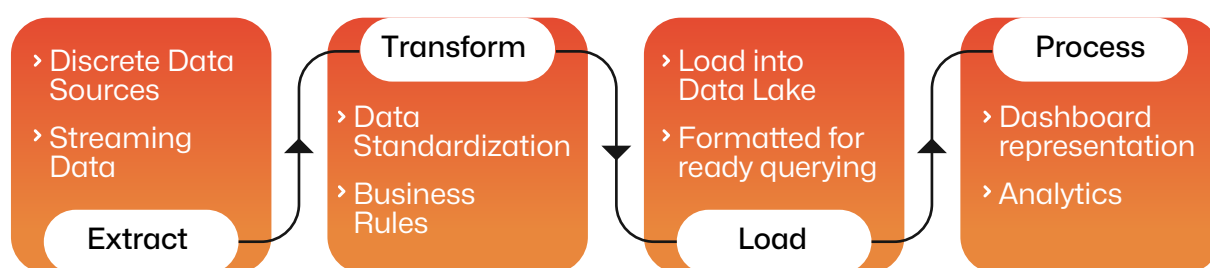 › Discrete Data
Sources
› Streaming
Data
Extract
Transform
› Data
Standardization
› Business
Rules
› Load into
Data Lake
› Formatted for
ready querying
Load
Process
› Dashboard
representation
› Analytics